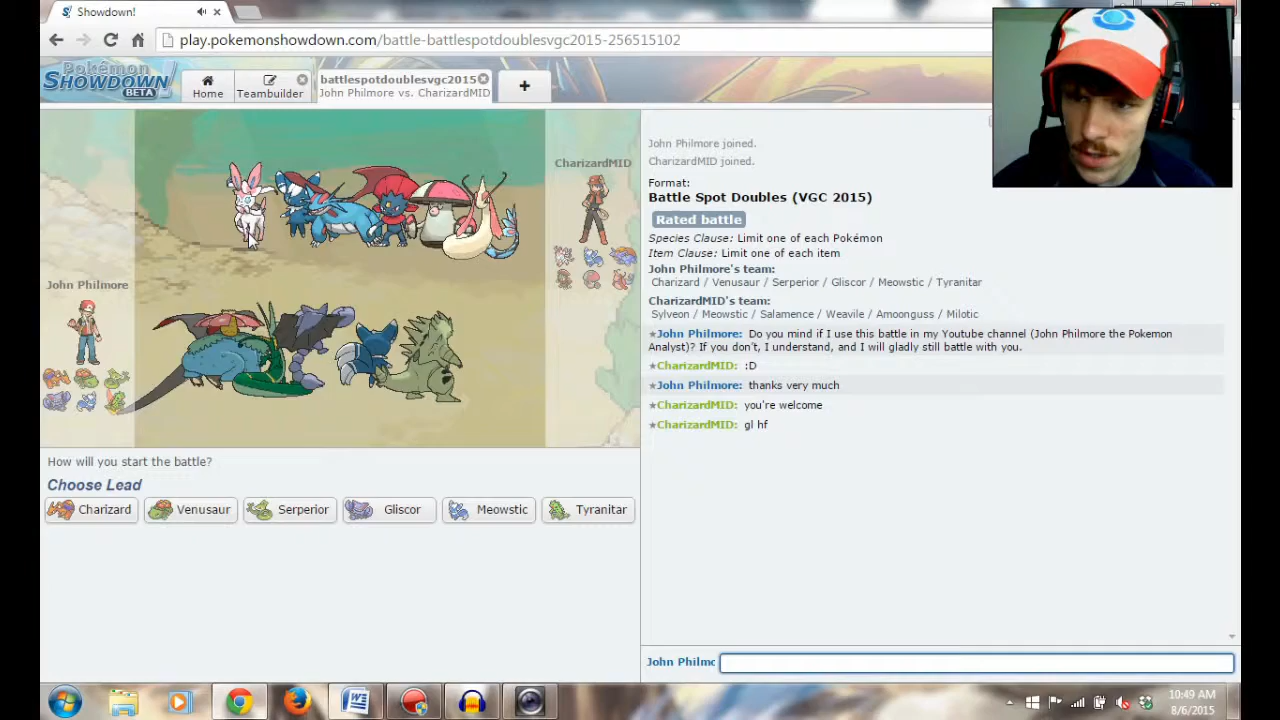 Showdown!
play.pokemonshowdown.com/battle-battlespotdoublesvgc2015-256515102
Pokémon
SHOWDOWN
BETA
Home
Teambuilder
battlespotdoublesvgc2015
John Philmore vs. CharizardMID
CharizardMID
John Philmore
How will you start the battle?
Choose Lead
Charizard
Venusaur
Serperior
Gliscor
Meowstic
Tyranitar
John Philmore joined.
CharizardMID joined.
Format:
Battle Spot Doubles (VGC 2015)
Rated battle
Species Clause: Limit one of each Pokémon
Item Clause: Limit one of each item
John Philmore's team:
Charizard / Venusaur / Serperior / Gliscor / Meowstic / Tyranitar
CharizardMID's team:
Sylveon / Meowstic / Salamence / Weavile / Amoonguss / Milotic
★John Philmore: Do you mind if I use this battle in my Youtube channel (John Philmore the Pokemon
Analyst)? If you don't, I understand, and I will gladly still battle with you.
★CharizardMID: :D
★John Philmore: thanks very much
★CharizardMID: you're welcome
★CharizardMID: gl hf
John Philmc
10:49 AM
8/6/2015